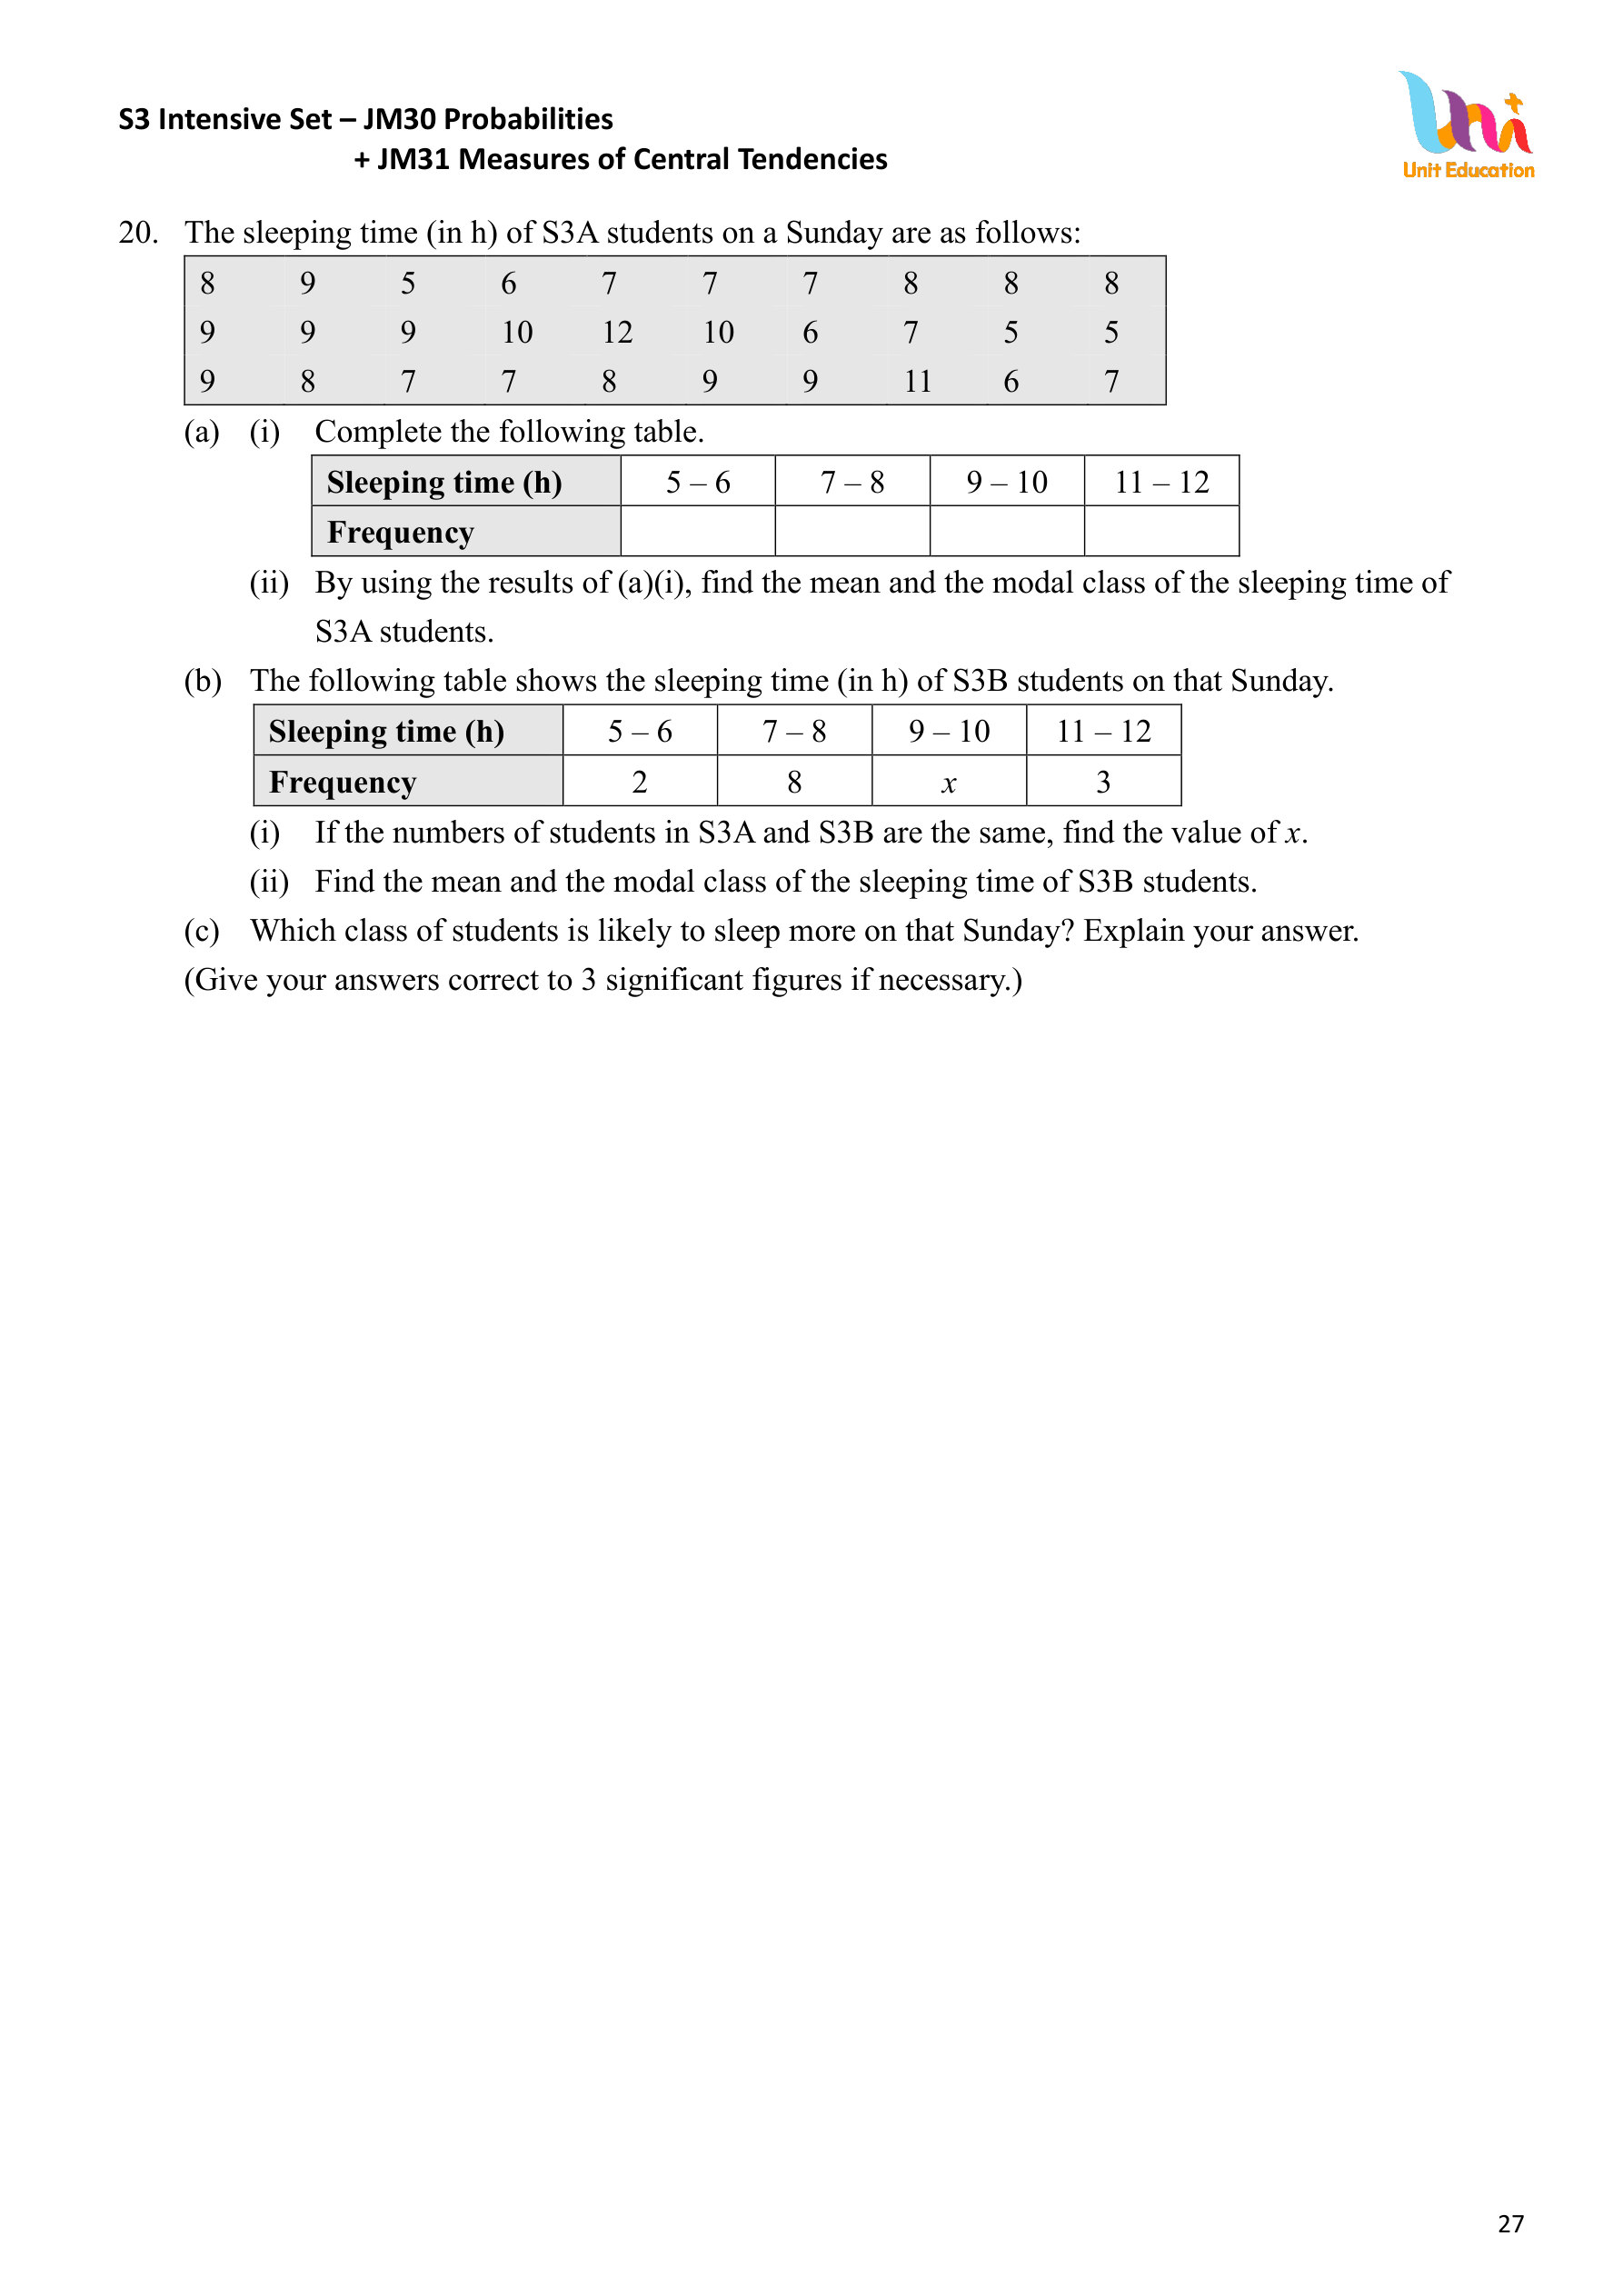 S3 Intensive Set – JM30 Probabilities
+ JM31 Measures of Central Tendencies
Unit Education
20. The sleeping time (in h) of S3A students on a Sunday are as follows:
8 9 5 6 7 7 7 8 8 8
9 9 9 10 12 10 6 7 5 5
9 8 7 7 8 9 9 11 6 7
(a) (i) Complete the following table.
Sleeping time (h) 5 – 6 7 – 8 9 – 10 11 – 12
Frequency
(ii) By using the results of (a)(i), find the mean and the modal class of the sleeping time of
S3A students.
(b) The following table shows the sleeping time (in h) of S3B students on that Sunday.
Sleeping time (h) 5 – 6 7 – 8 9 – 10 11 – 12
Frequency 2 8 x 3
(i) If the numbers of students in S3A and S3B are the same, find the value of x.
(ii) Find the mean and the modal class of the sleeping time of S3B students.
(c) Which class of students is likely to sleep more on that Sunday? Explain your answer.
(Give your answers correct to 3 significant figures if necessary.)
27